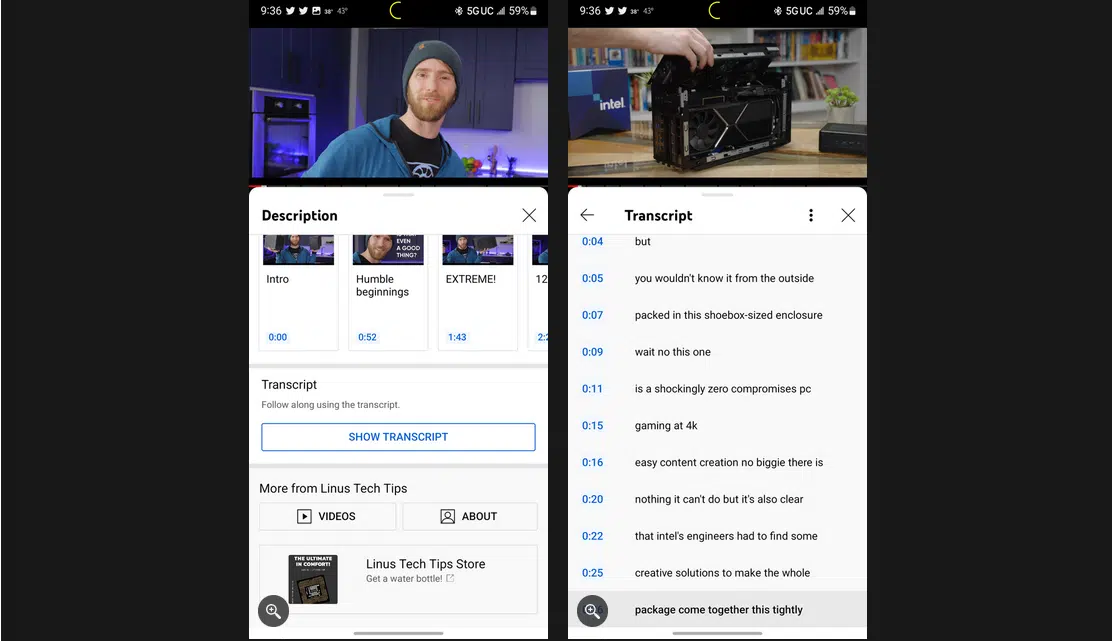 9:36 38° 43° 5GUC 59%
Description
EVEN
A GOOD
THING?
Intro
0:00
Humble
beginnings
0:52
EXTREME!
1:43
12
2:2
Transcript
Follow along using the transcript.
SHOW TRANSCRIPT
More from Linus Tech Tips
VIDEOS
ABOUT
THE ULTIMATE
IN COMFORT!
Linus Tech Tips Store
Get a water bottle!
9:36 38° 43° 5GUC 59%
intel.
Transcript
0:04 but
0:05 you wouldn't know it from the outside
0:07 packed in this shoebox-sized enclosure
0:09 wait no this one
0:11 is a shockingly zero compromises pc
0:15 gaming at 4k
0:16 easy content creation no biggie there is
0:20 nothing it can't do but it's also clear
0:22 that intel's engineers had to find some
0:25 creative solutions to make the whole
package come together this tightly